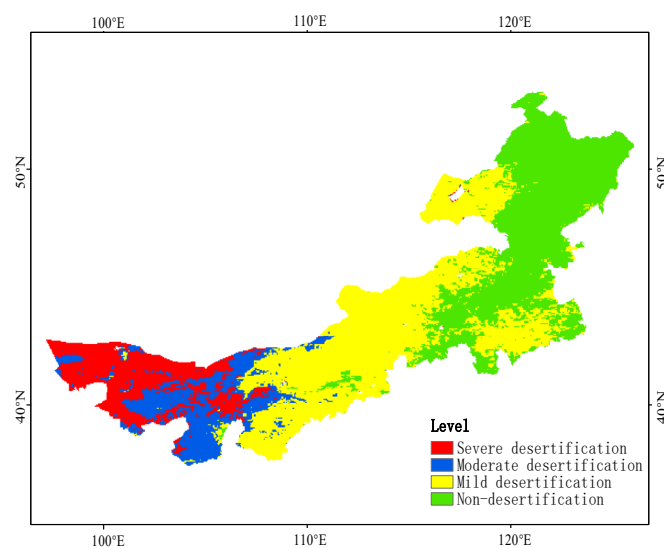 100°E 110°E 120°E
50°N 50°N
40°N 40°N
Level
Severe desertification
Moderate desertification
Mild desertification
Non-desertification
100°E 110°E 120°E